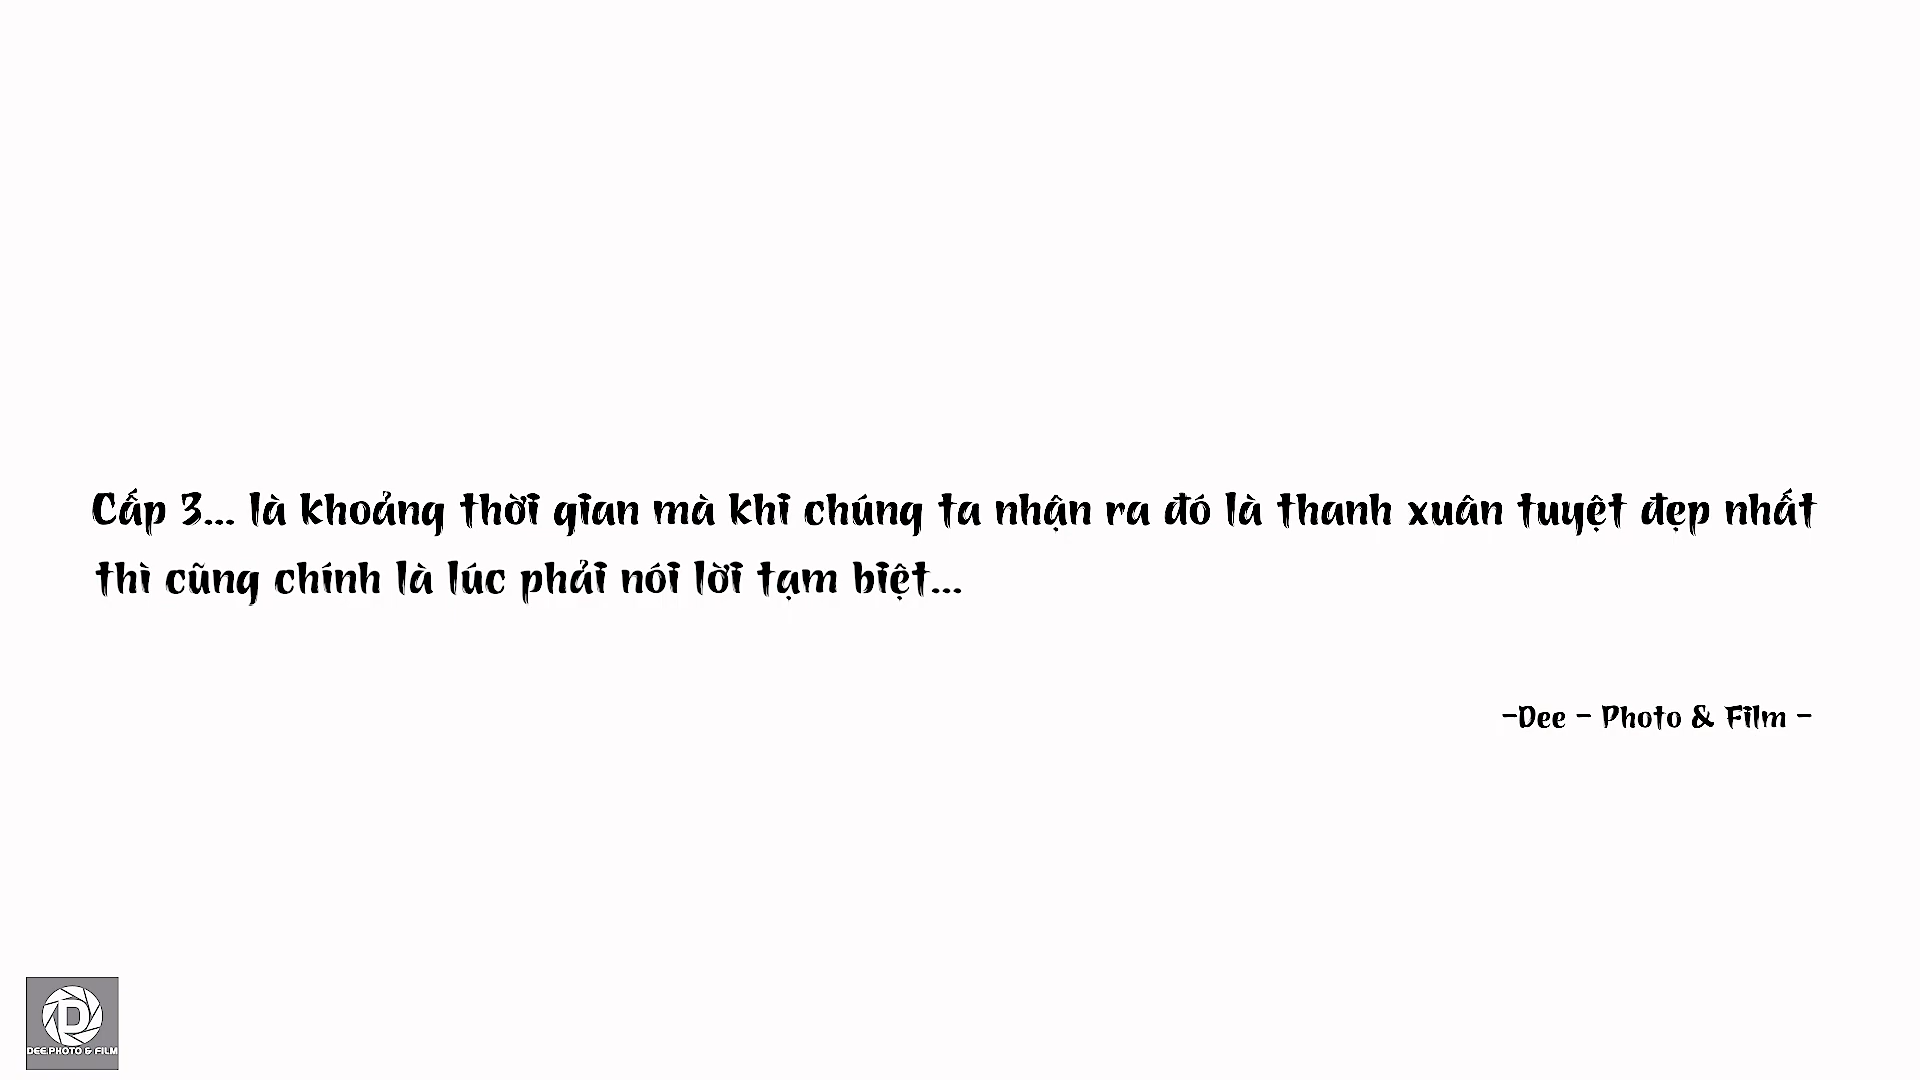 Cấp 3... là khoảng thời gian mà khi chúng ta nhận ra đó là thanh xuân tuyệt đẹp nhất
thì cũng chính là lúc phải nói lời tạm biệt...
-Dee - Photo & Film -
D
DEE.PHOTO & FILM